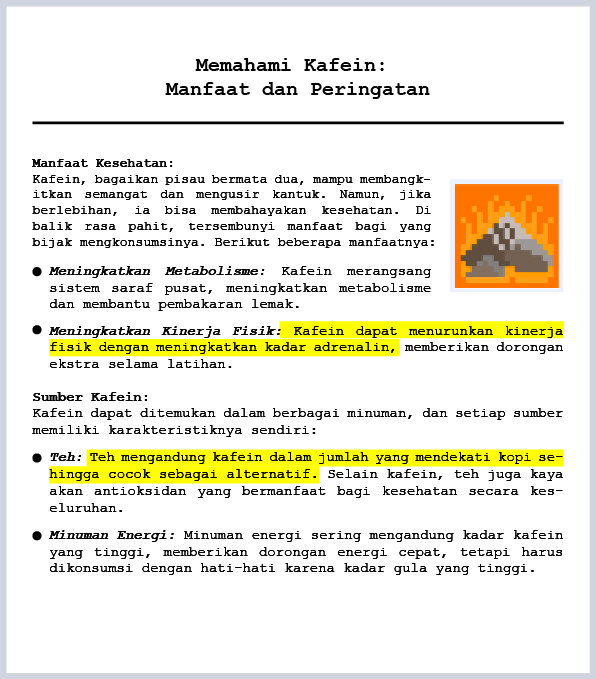 Memahami Kafein:
Manfaat dan Peringatan
Manfaat Kesehatan:
Kafein, bagaikan pisau bermata dua, mampu membangk-
itkan semangat dan mengusir kantuk. Namun, jika
berlebihan, ia bisa membahayakan kesehatan. Di
balik rasa pahit, tersembunyi manfaat bagi yang
bijak mengkonsumsinya. Berikut beberapa manfaatnya:
● Meningkatkan Metabolisme: Kafein merangsang
sistem saraf pusat, meningkatkan metabolisme
dan membantu pembakaran lemak.
● Meningkatkan Kinerja Fisik: Kafein dapat menurunkan kinerja
fisik dengan meningkatkan kadar adrenalin, memberikan dorongan
ekstra selama latihan.
Sumber Kafein:
Kafein dapat ditemukan dalam berbagai minuman, dan setiap sumber
memiliki karakteristiknya sendiri:
● Teh: Teh mengandung kafein dalam jumlah yang mendekati kopi se-
hingga cocok sebagai alternatif. Selain kafein, teh juga kaya
akan antioksidan yang bermanfaat bagi kesehatan secara kes-
eluruhan.
● Minuman Energi: Minuman energi sering mengandung kadar kafein
yang tinggi, memberikan dorongan energi cepat, tetapi harus
dikonsumsi dengan hati-hati karena kadar gula yang tinggi.